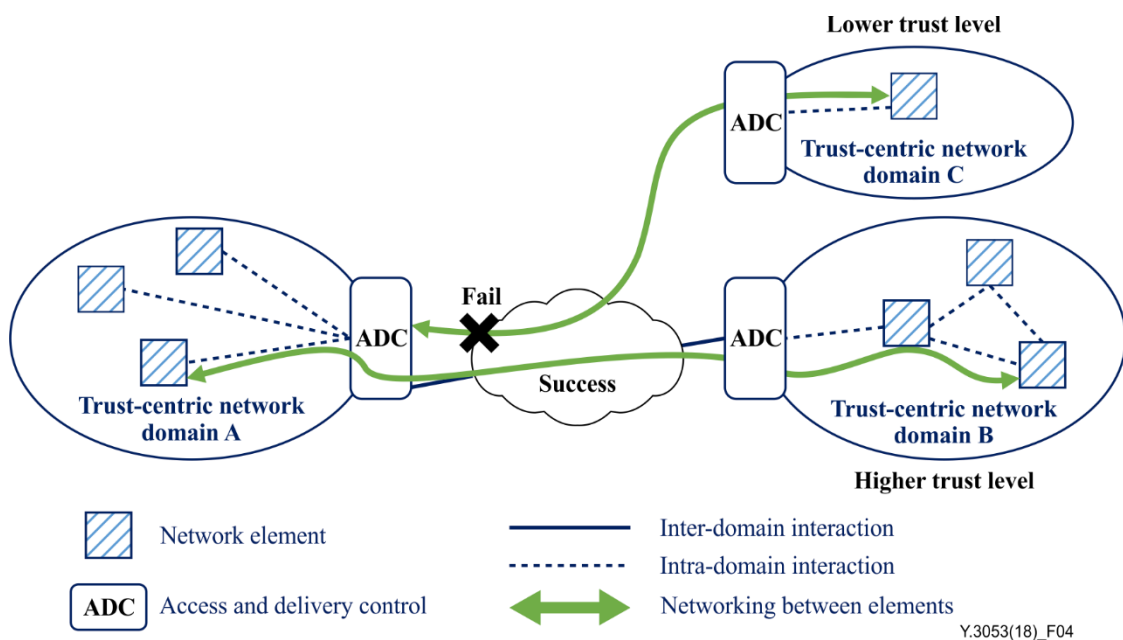 Lower trust level
ADC
Trust-centric network
domain C
Fail
ADC
ADC
Success
Trust-centric network
domain A
Trust-centric network
domain B
Higher trust level
Network element
Inter-domain interaction
Intra-domain interaction
ADC
Access and delivery control
Networking between elements
Y.3053(18)_F04